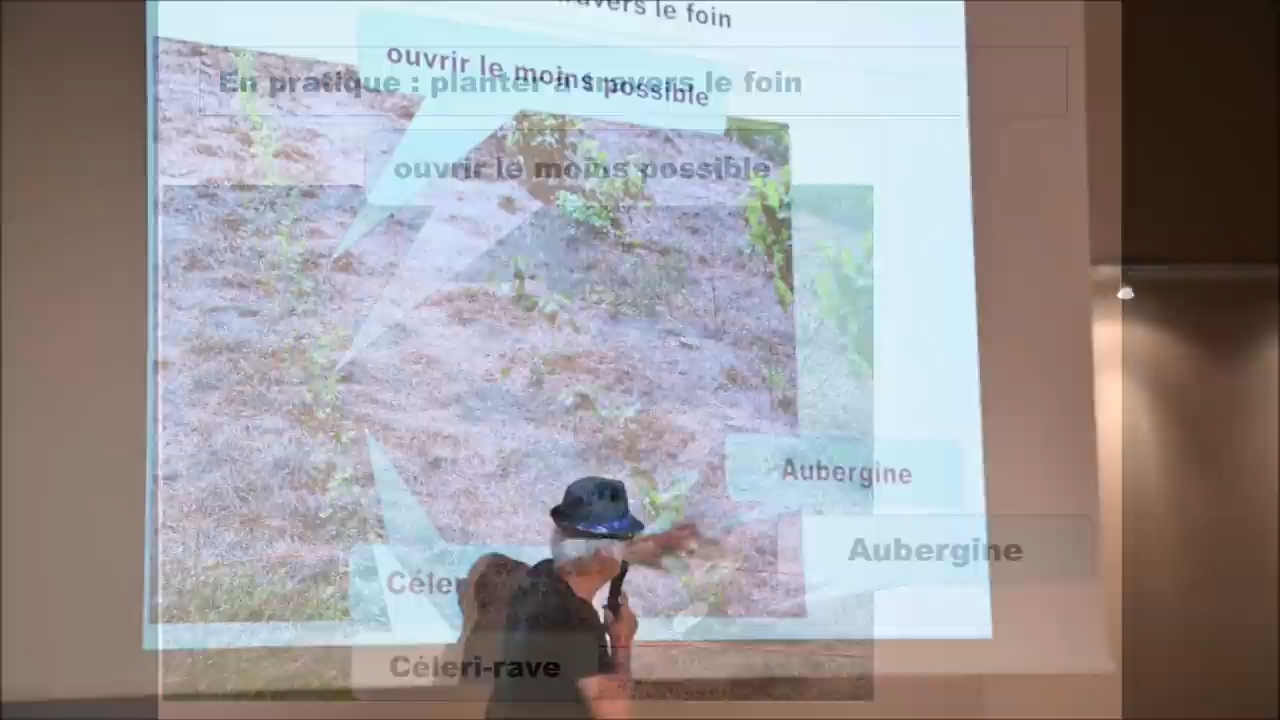 travers le foin
ouvrir le moins possible
En pratique : planter à travers le foin
ouvrir le moins possible
Aubergine
Aubergine
Céleri-rave